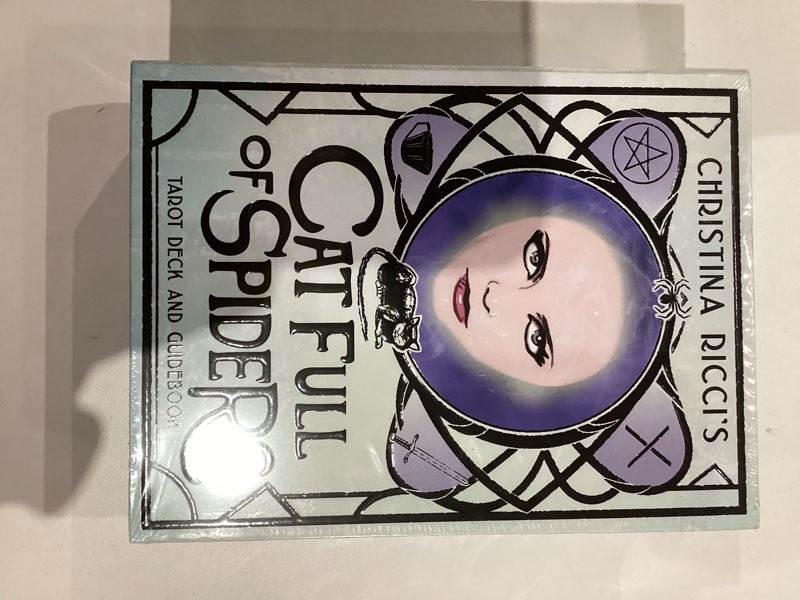 CHRISTINA RICCI'S
CAT FULL
OF SPIDERS
TAROT DECK AND GUIDEBOOK